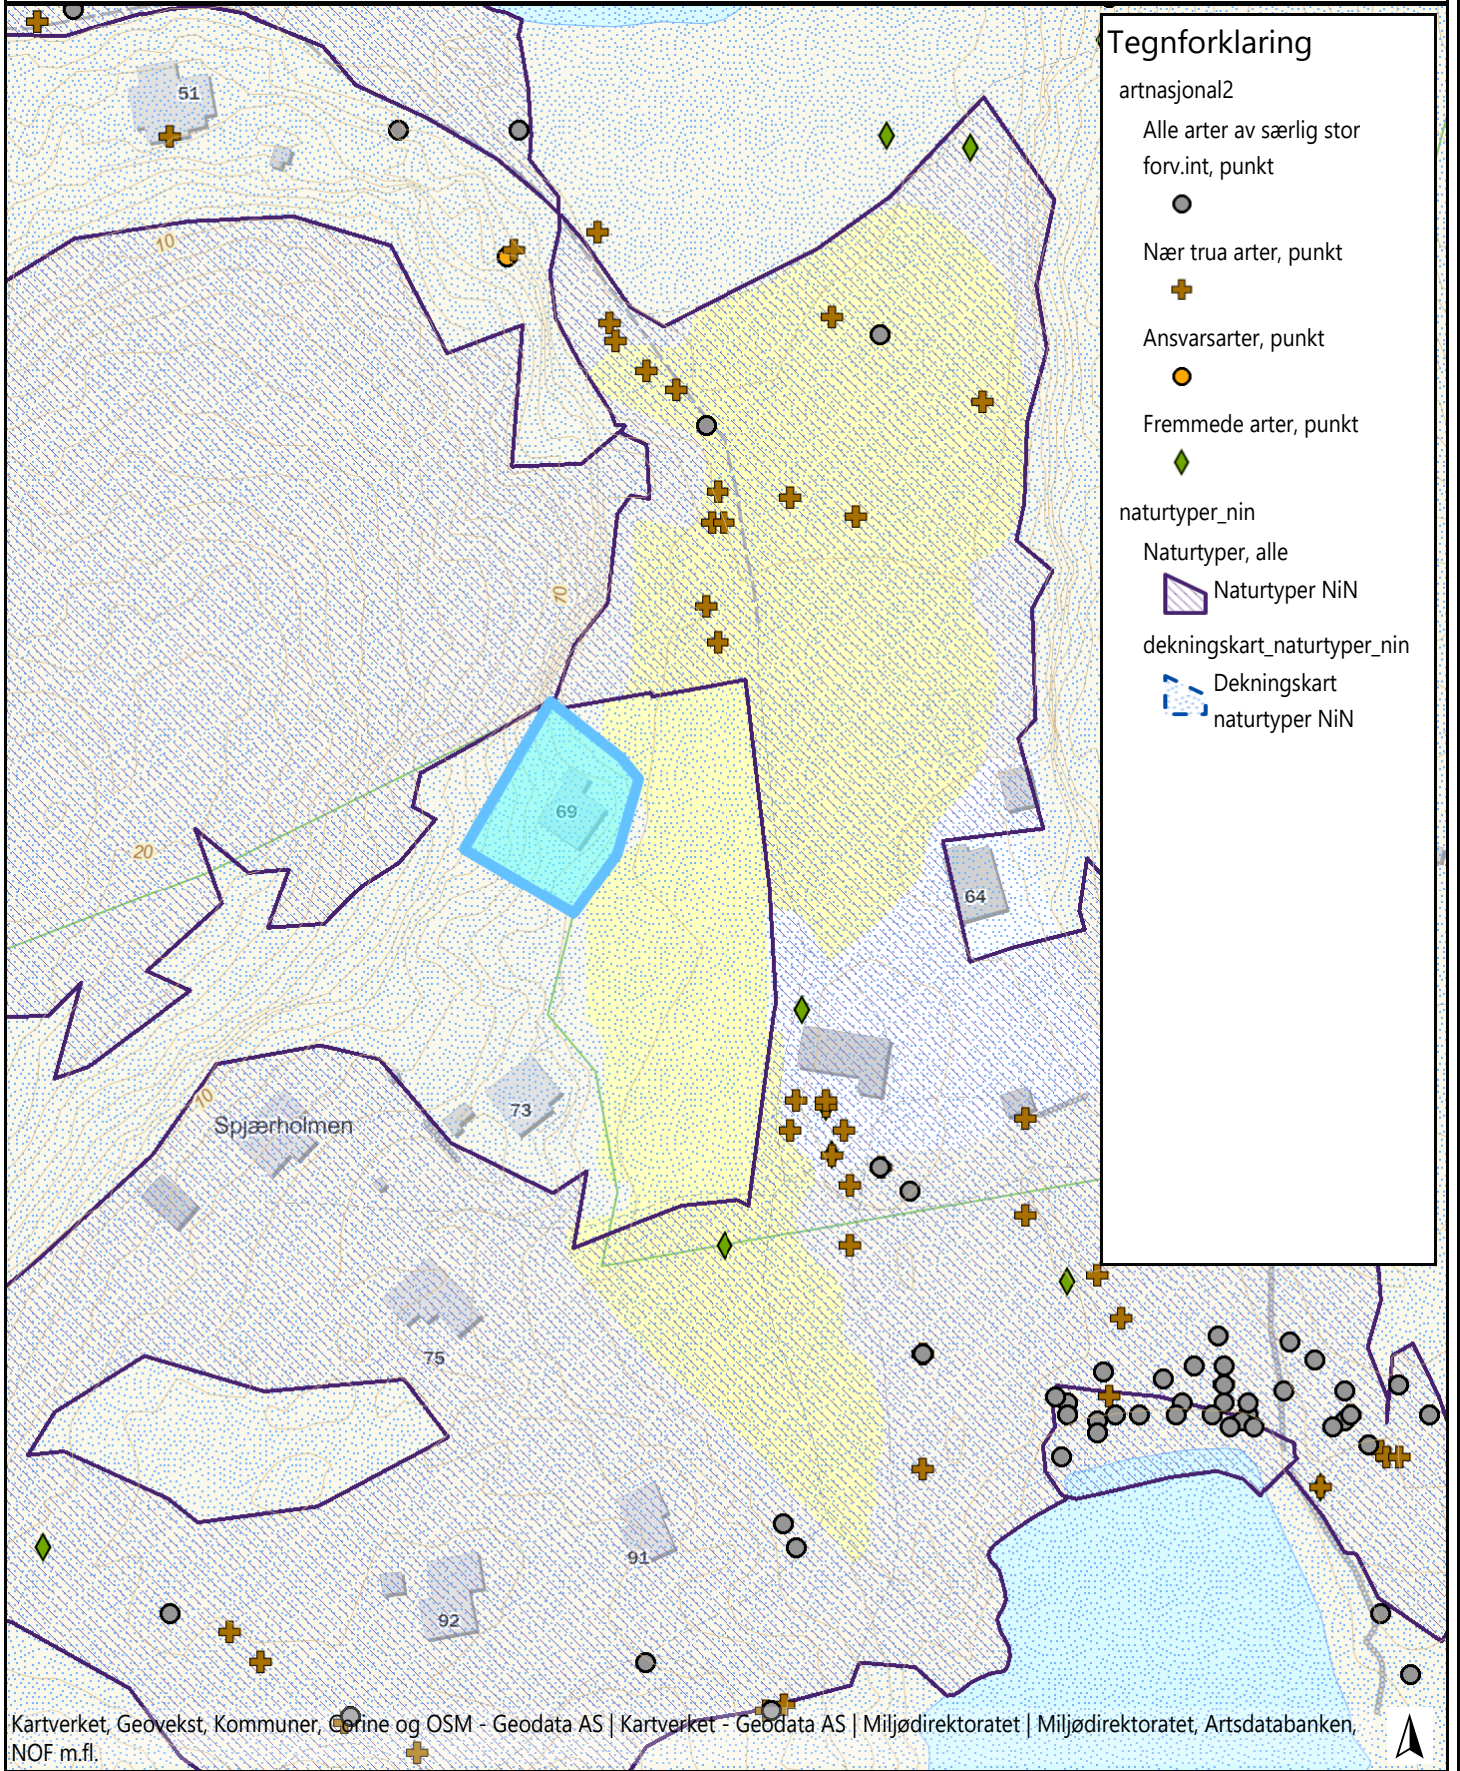 Tegnforklaring
artnasjonal2
Alle arter av særlig stor
forv.int, punkt
Nær trua arter, punkt
Ansvarsarter, punkt
Fremmede arter, punkt
naturtyper_nin
Naturtyper, alle
Naturtyper NiN
dekningskart_naturtyper_nin
Dekningskart
naturtyper NiN
51
10
70
69
20
64
10
Spjærholmen
73
75
91
92
Kartverket, Geovekst, Kommuner, Corine og OSM - Geodata AS | Kartverket - Geodata AS | Miljødirektoratet | Miljødirektoratet, Artsdatabanken,
NOF m.fl.